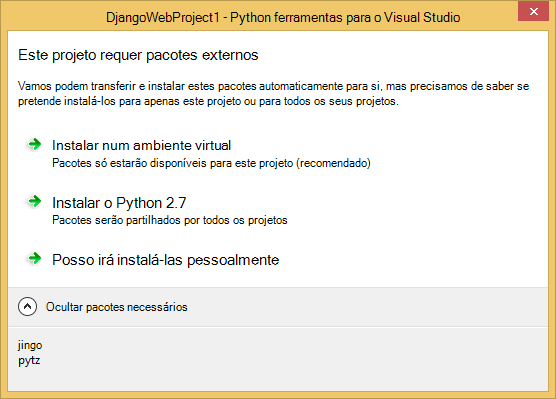 DjangoWebProject1 - Python ferramentas para o Visual Studio
Este projeto requer pacotes externos
Vamos podem transferir e instalar estes pacotes automaticamente para si, mas precisamos de saber se
pretende instalá-los para apenas este projeto ou para todos os seus projetos.
Instalar num ambiente virtual
Pacotes só estarão disponíveis para este projeto (recomendado)
Instalar o Python 2.7
Pacotes serão partilhados por todos os projetos
Posso irá instalá-las pessoalmente
Ocultar pacotes necessários
jingo
pytz